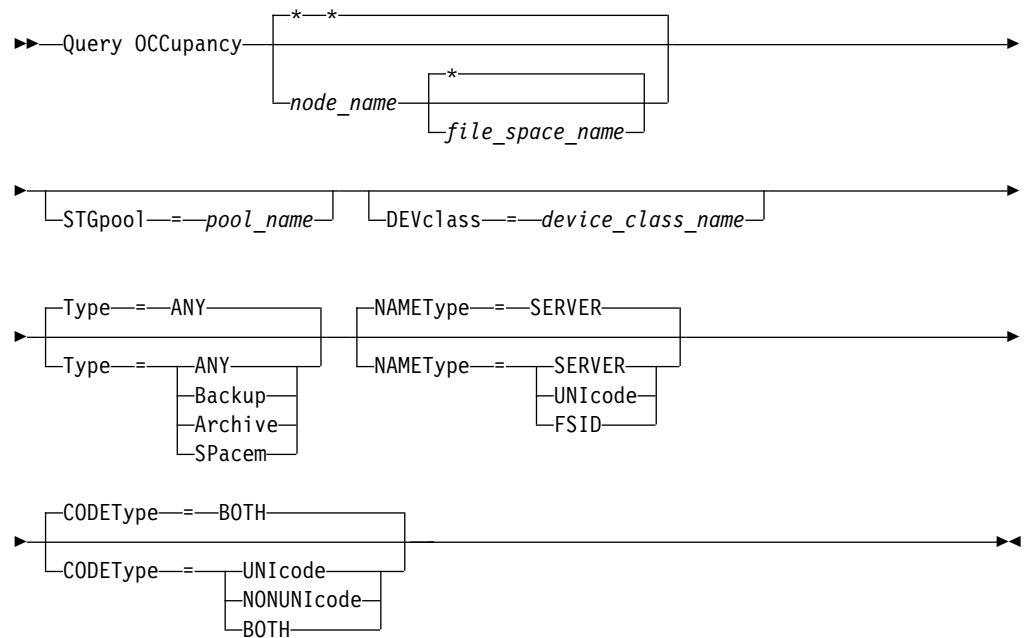 * *
Query OCCupancy
*
node_name
file_space_name
STGpool = pool_name DEVclass = device_class_name
Type = ANY NAMEType = SERVER
Type = ANY NAMEType = SERVER
Backup UNIcode
Archive FSID
SPacem
CODEType = BOTH
CODEType = UNIcode
NONUNIcode
BOTH